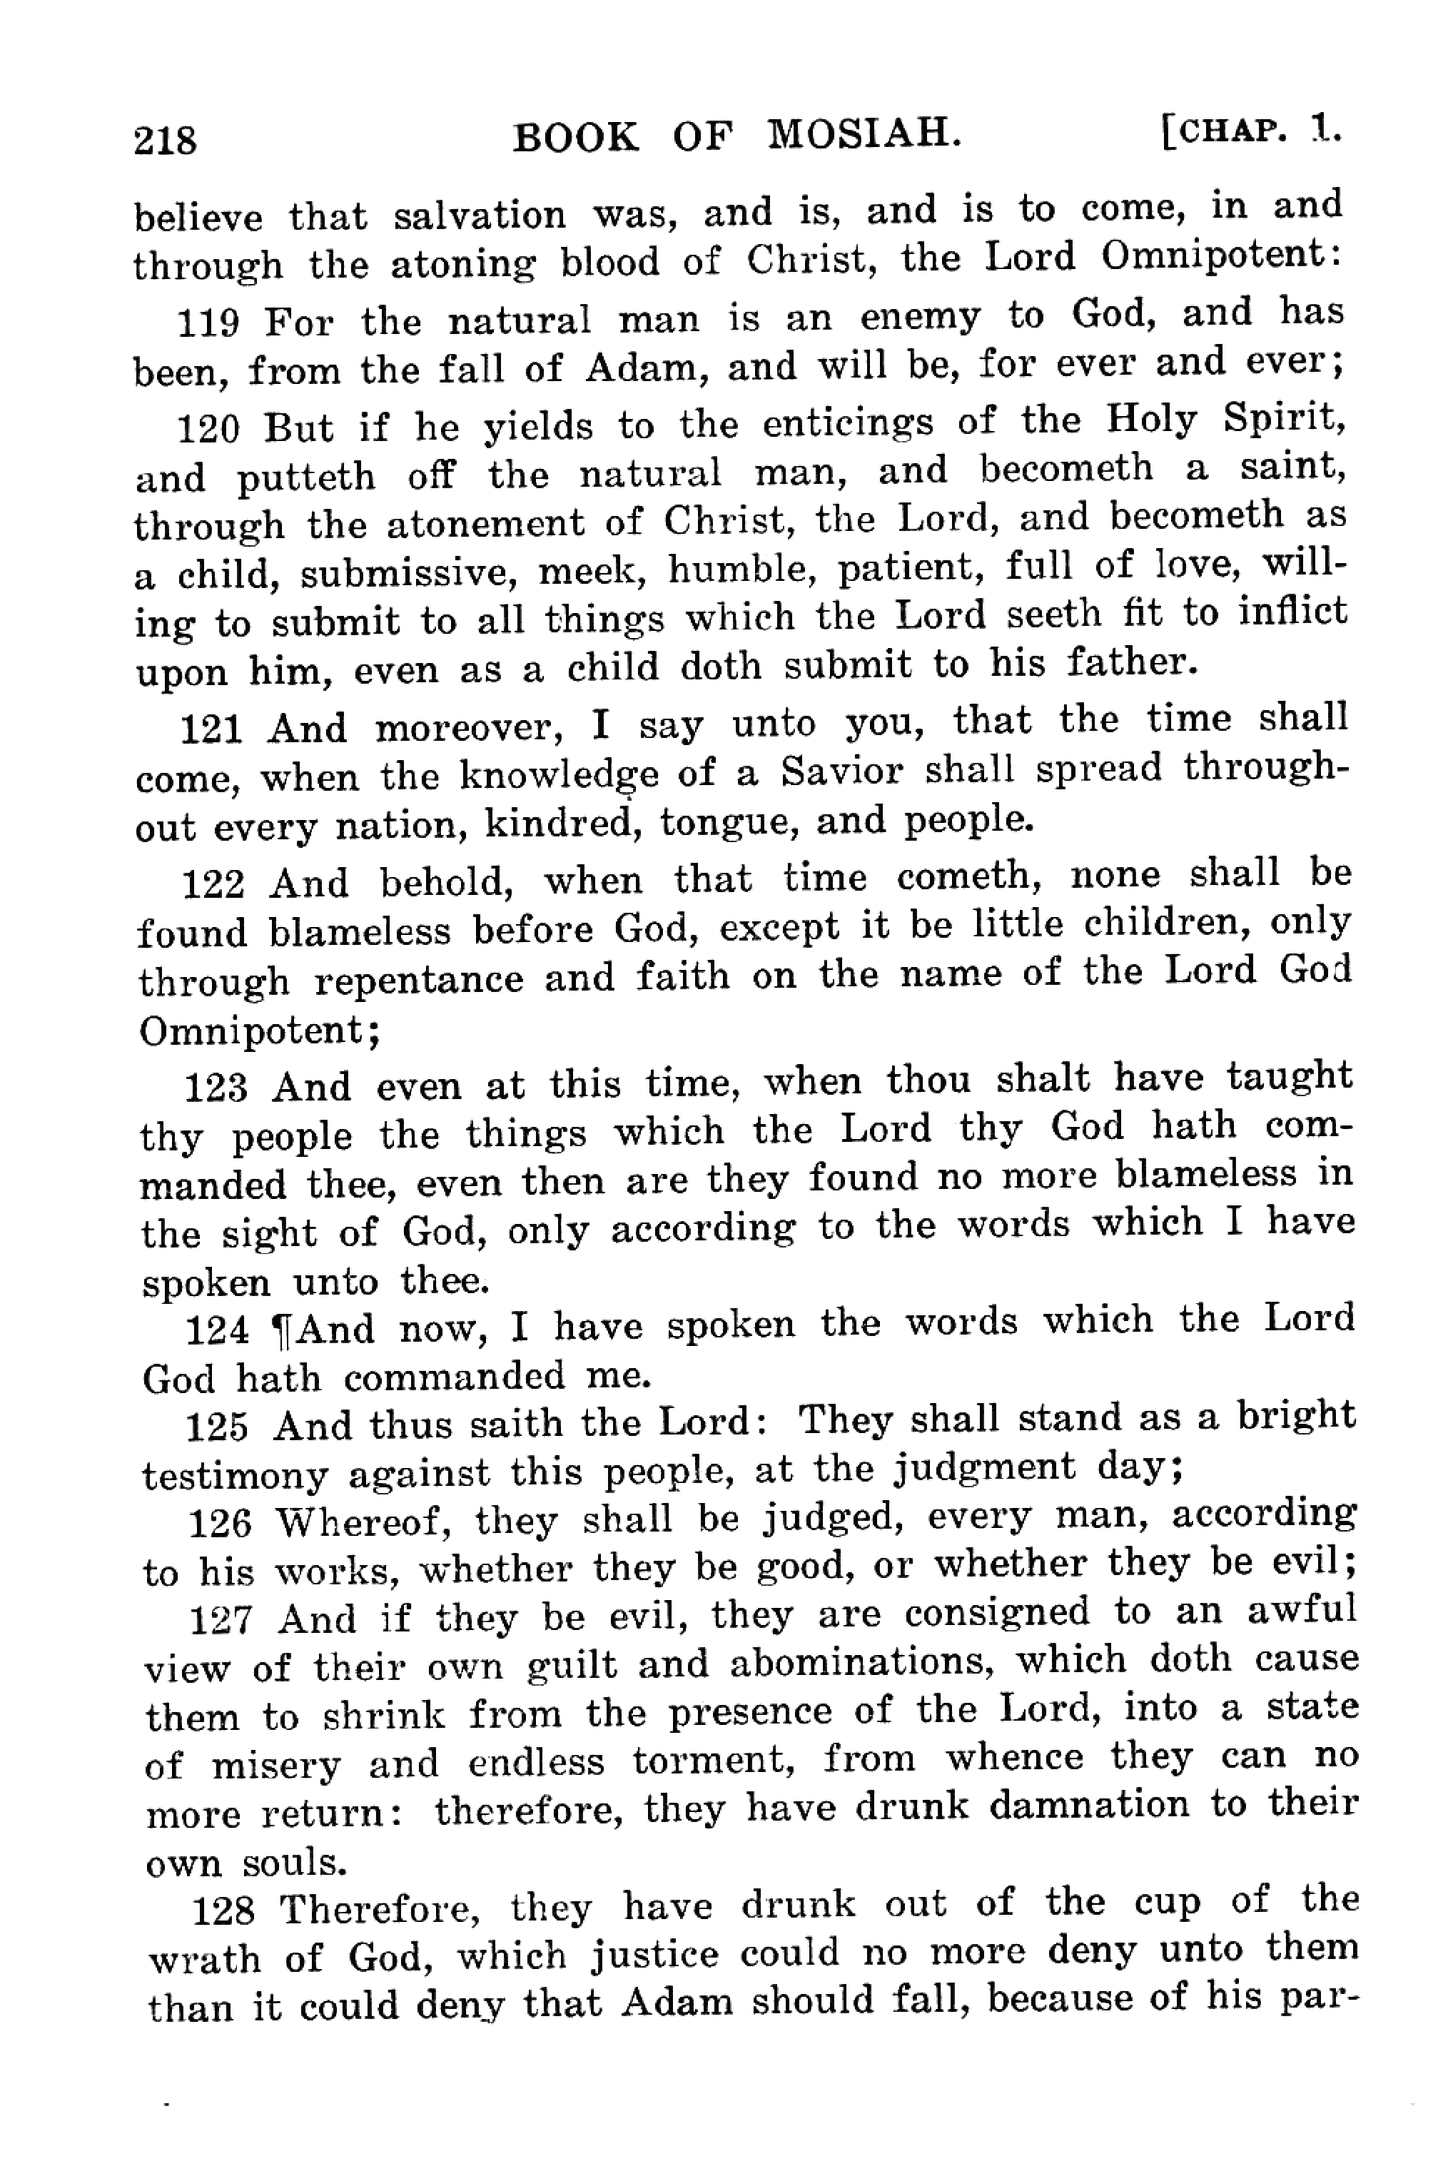 218 BOOK OF MOSIAH. [CHAP. 1.
believe that salvation was, and is, and is to come, in and
through the atoning blood of Christ, the Lord Omnipotent:
119 For the natural man is an enemy to God, and has
been, from the fall of Adam, and will be, for ever and ever;
120 But if he yields to the enticings of the Holy Spirit,
and putteth off the natural man, and becometh a saint,
through the atonement of Christ, the Lord, and becometh as
a child, submissive, meek, humble, patient, full of love, will-
ing to submit to all things which the Lord seeth fit to inflict
upon him, even as a child doth submit to his father.
121 And moreover, I say unto you, that the time shall
come, when the knowledge of a Savior shall spread through-
out every nation, kindred, tongue, and people.
122 And behold, when that time cometh, none shall be
found blameless before God, except it be little children, only
through repentance and faith on the name of the Lord God
Omnipotent;
123 And even at this time, when thou shalt have taught
thy people the things which the Lord thy God hath com-
manded thee, even then are they found no more blameless in
the sight of God, only according to the words which I have
spoken unto thee.
124 ¶And now, I have spoken the words which the Lord
God hath commanded me.
125 And thus saith the Lord: They shall stand as a bright
testimony against this people, at the judgment day;
126 Whereof, they shall be judged, every man, according
to his works, whether they be good, or whether they be evil;
127 And if they be evil, they are consigned to an awful
view of their own guilt and abominations, which doth cause
them to shrink from the presence of the Lord, into a state
of misery and endless torment, from whence they can no
more return: therefore, they have drunk damnation to their
own souls.
128 Therefore, they have drunk out of the cup of the
wrath of God, which justice could no more deny unto them
than it could deny that Adam should fall, because of his par-